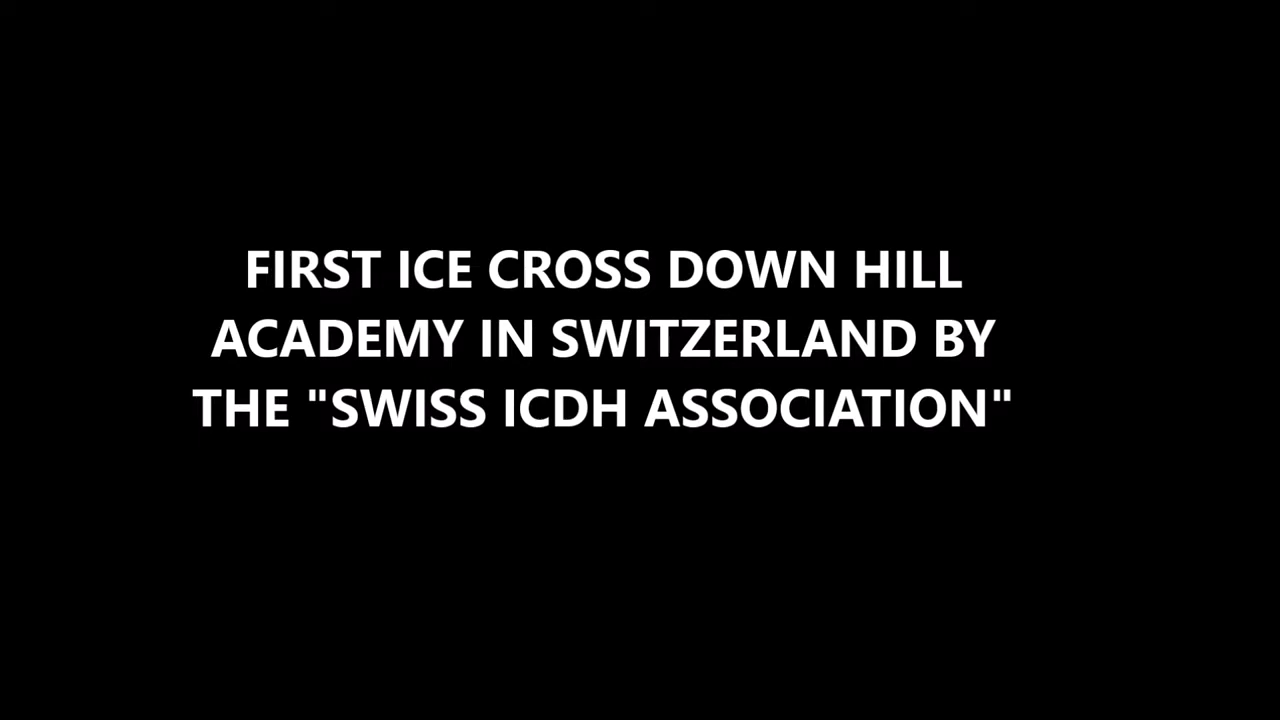 FIRST ICE CROSS DOWN HILL
ACADEMY IN SWITZERLAND BY
THE "SWISS ICDH ASSOCIATION"